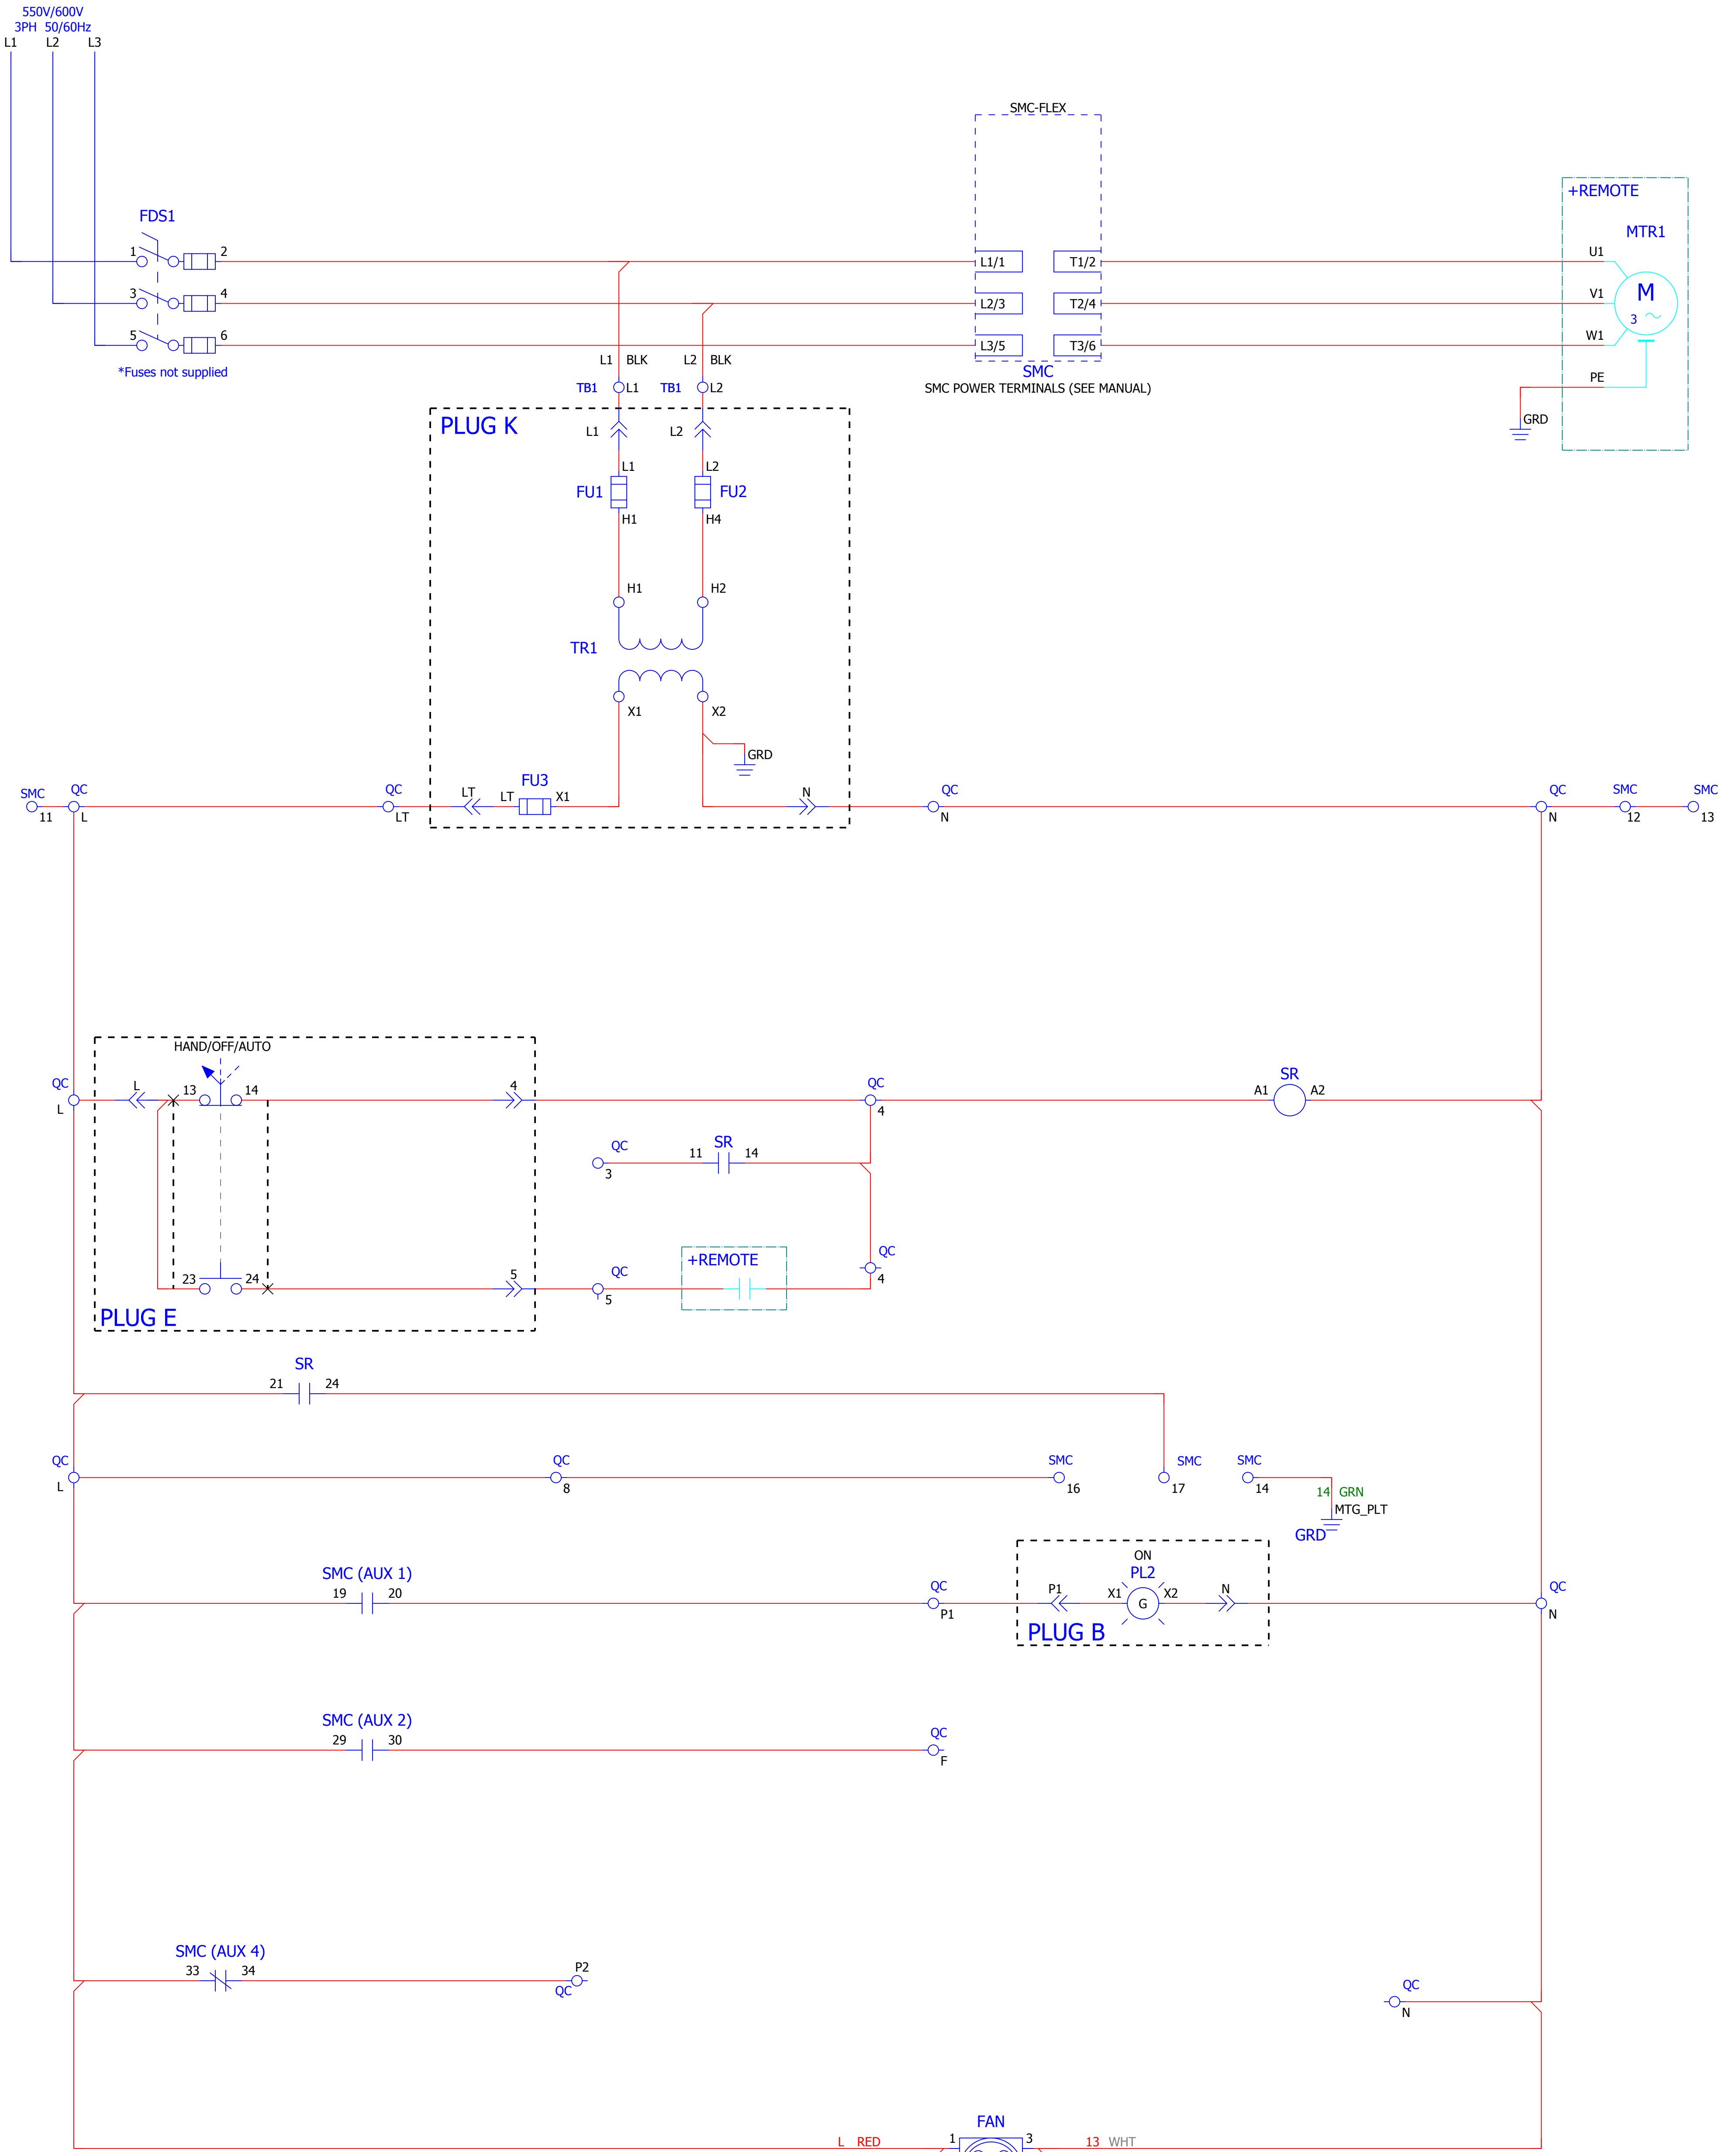 550V/600V
3PH 50/60Hz
L1 L2 L3
SMC-FLEX
+REMOTE
FDS1
MTR1
1 2
L1/1 T1/2
U1
3 4
L2/3 T2/4
V1
M
3
5 6
L3/5 T3/6
W1
*Fuses not supplied
L1 BLK L2 BLK
SMC
PE
TB1 L1 TB1 L2
SMC POWER TERMINALS (SEE MANUAL)
GRD
PLUG K
L1 L2
L1 L2
FU1 FU2
H1 H4
H1 H2
TR1
X1 X2
GRD
SMC QC QC FU3 QC QC SMC SMC
LT LT X1 N
11 L LT N N 12 13
HAND/OFF/AUTO
QC L 13 14 4 QC SR
A1 A2
L 4
QC SR
11 14
3
+REMOTE
QC
4
23 24 5 QC
5
PLUG E
SR
21 24
QC QC SMC SMC SMC
L 8 16 17 14
14 GRN
MTG_PLT
GRD
ON
SMC (AUX 1) PL2
19 20 QC P1 X1 G X2 N QC
P1 N
PLUG B
SMC (AUX 2)
29 30 QC
F
SMC (AUX 4)
33 34 P2
QC
QC
N
FAN
L RED 1 3 13 WHT